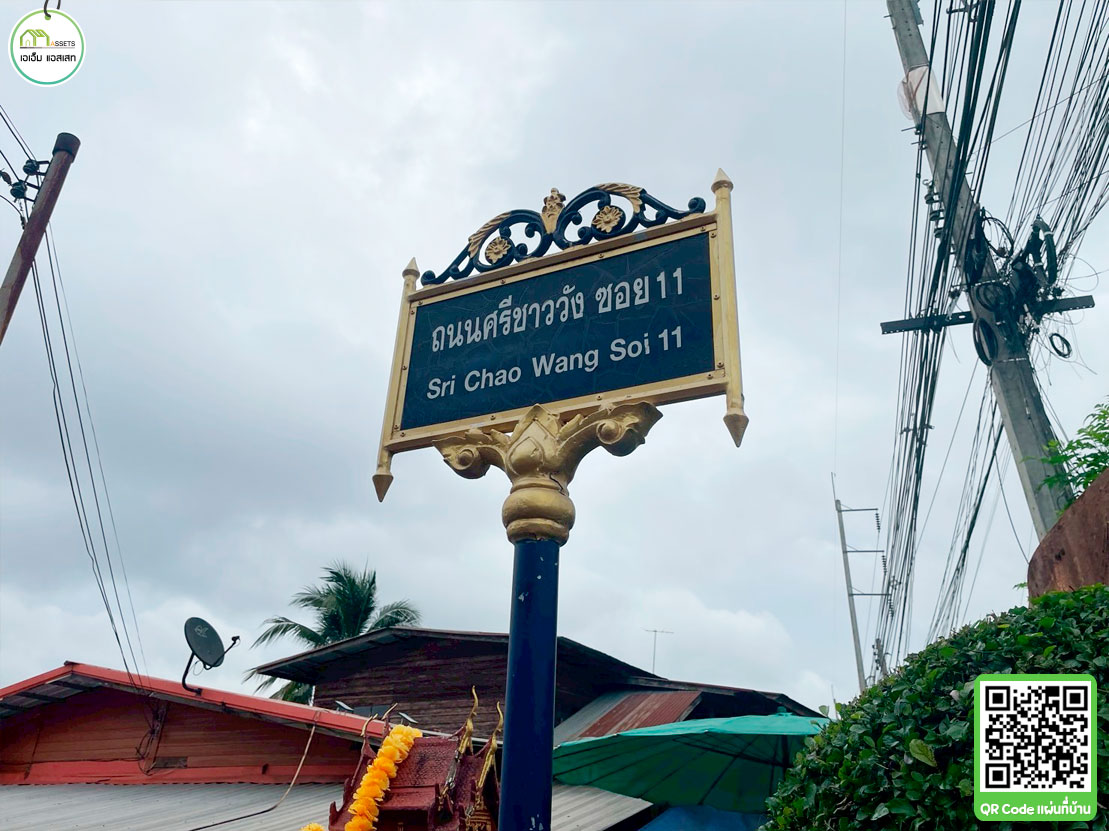 ASSETS
เอเอ็ม แอสเสท
ถนนศรีชาววัง ซอย 11
Sri Chao Wang Soi 11
QR Code แผนที่บ้าน